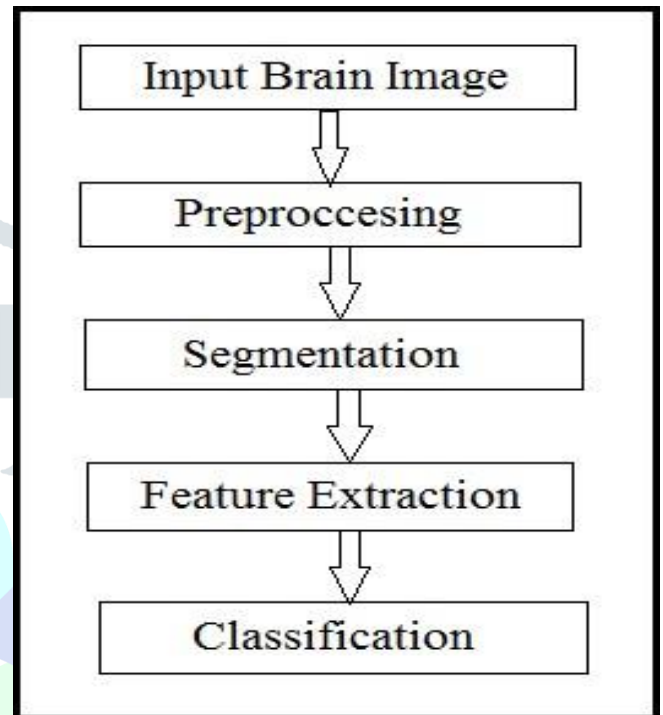 Input Brain Image
Preproccesing
Segmentation
Feature Extraction
Classification